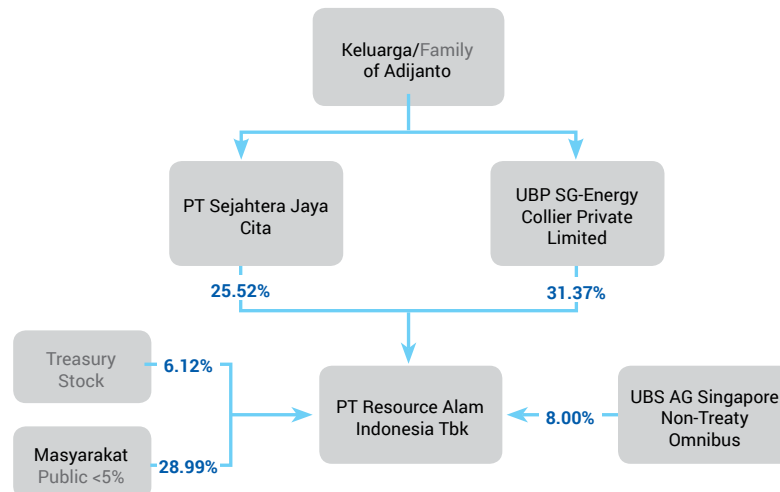 Keluarga/Family
of Adijanto
PT Sejahtera Jaya
Cita
UBP SG-Energy
Collier Private
Limited
25.52%
31.37%
Treasury
Stock
6.12%
PT Resource Alam
Indonesia Tbk
8.00%
UBS AG Singapore
Non-Treaty
Omnibus
Masyarakat
Public <5%
28.99%